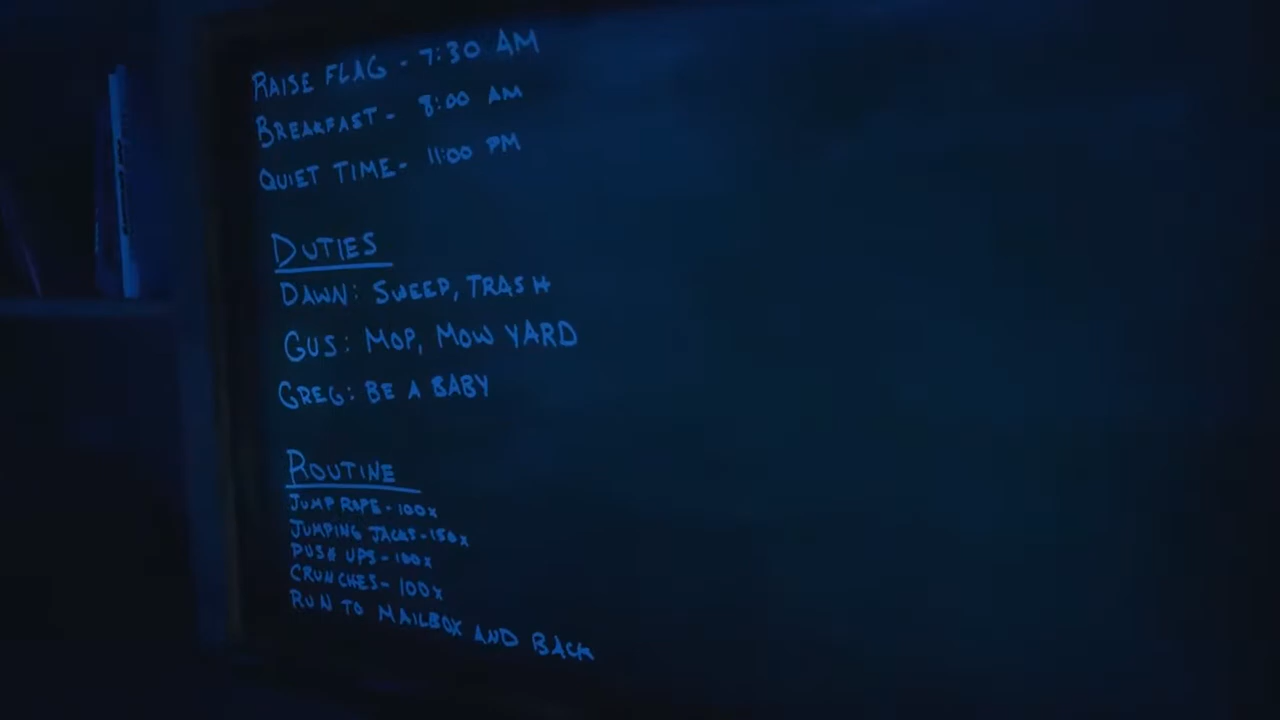 RAISE FLAG - 7:30 AM
BREAKFAST - 8:00 AM
QUIET TIME - 11:00 PM
DUTIES
DAWN: SWEEP, TRASH
GUS: MOP, MOW YARD
GREG: BE A BABY
ROUTINE
JUMP ROPE - 100x
JUMPING JACKS - 150x
PUSH UPS - 100x
CRUNCHES - 100x
RUN TO MAILBOX AND BACK